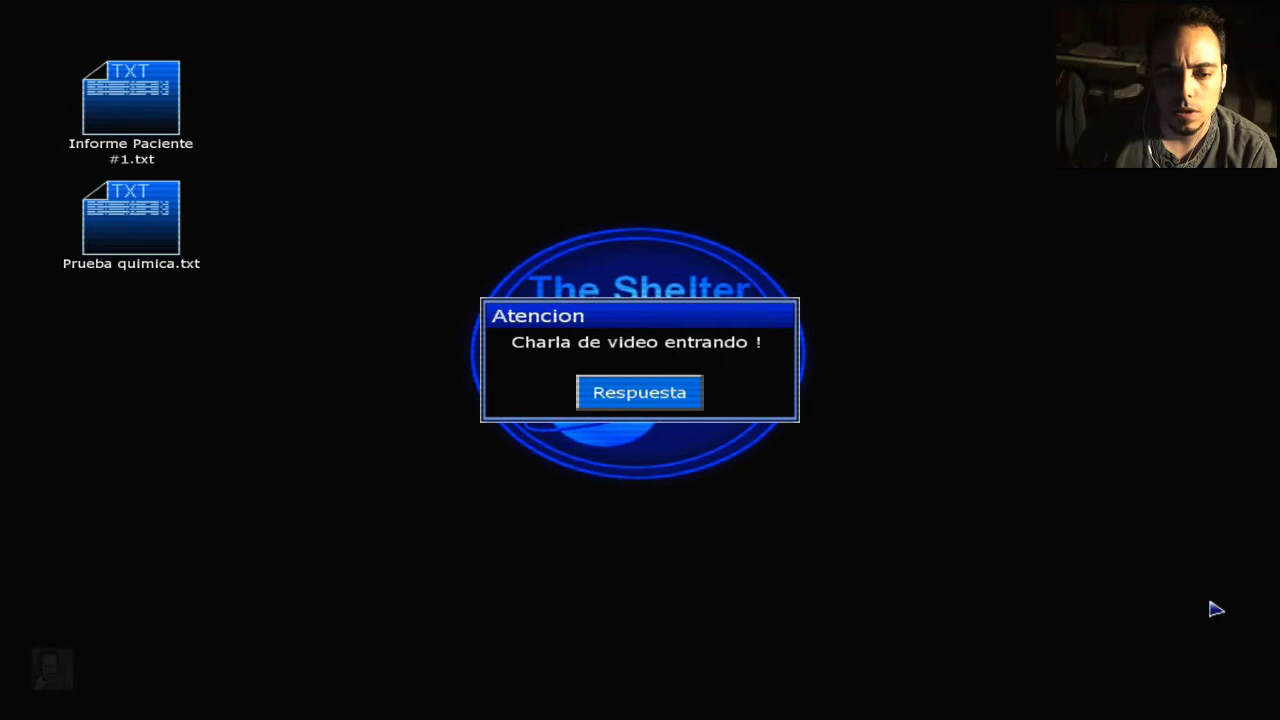 TXT
Informe Paciente
#1.txt
TXT
Prueba quimica.txt
The Shelter
Atencion
Charla de video entrando !
Respuesta